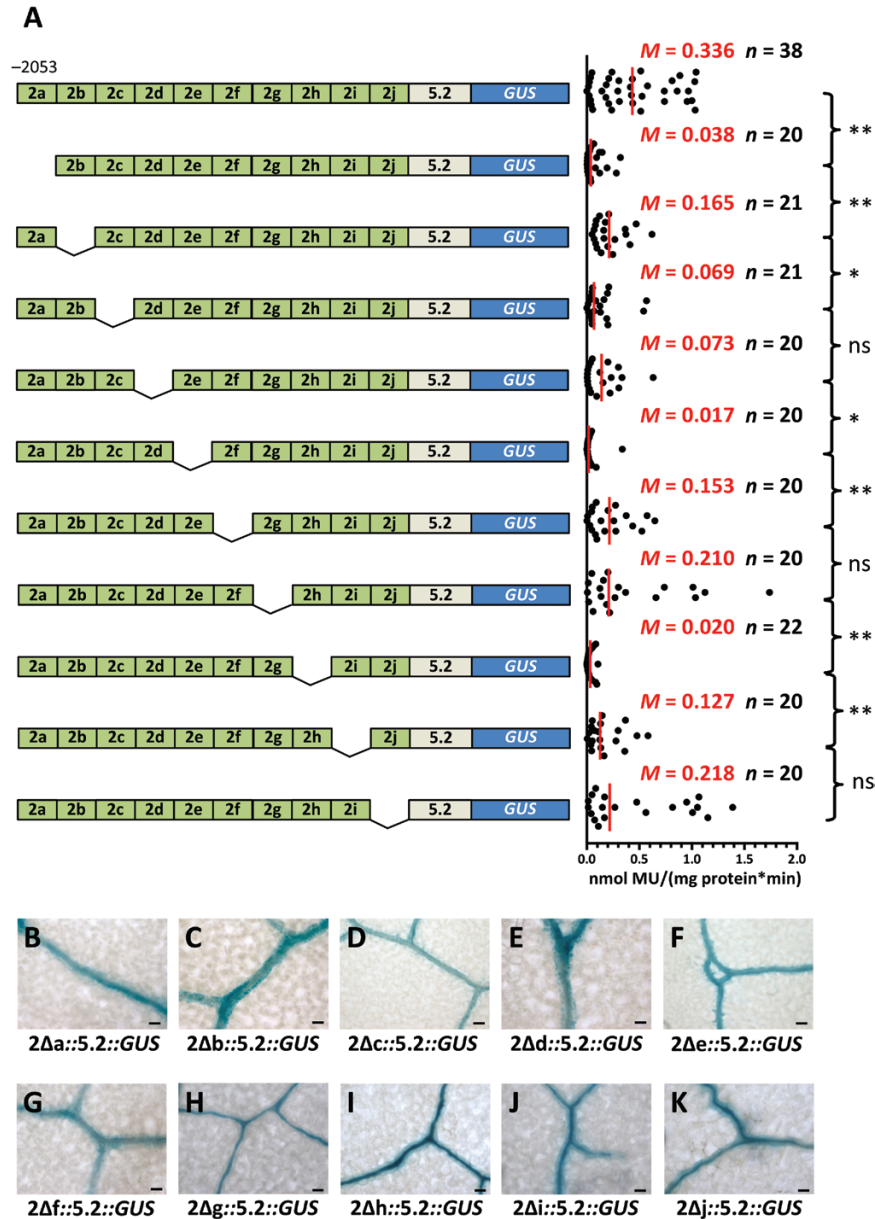 A
−2053
M = 0.336 n = 38
2a 2b 2c 2d 2e 2f 2g 2h 2i 2j 5.2 GUS
**
M = 0.038 n = 20
2b 2c 2d 2e 2f 2g 2h 2i 2j 5.2 GUS
**
M = 0.165 n = 21
2a 2c 2d 2e 2f 2g 2h 2i 2j 5.2 GUS
*
M = 0.069 n = 21
2a 2b 2d 2e 2f 2g 2h 2i 2j 5.2 GUS
ns
M = 0.073 n = 20
2a 2b 2c 2e 2f 2g 2h 2i 2j 5.2 GUS
*
M = 0.017 n = 20
2a 2b 2c 2d 2f 2g 2h 2i 2j 5.2 GUS
**
M = 0.153 n = 20
2a 2b 2c 2d 2e 2g 2h 2i 2j 5.2 GUS
ns
M = 0.210 n = 20
2a 2b 2c 2d 2e 2f 2h 2i 2j 5.2 GUS
**
M = 0.020 n = 22
2a 2b 2c 2d 2e 2f 2g 2i 2j 5.2 GUS
**
M = 0.127 n = 20
2a 2b 2c 2d 2e 2f 2g 2h 2j 5.2 GUS
ns
M = 0.218 n = 20
2a 2b 2c 2d 2e 2f 2g 2h 2i 5.2 GUS
0.0 0.5 1.0 1.5 2.0
nmol MU/(mg protein*min)
B C D E F
2Δa::5.2::GUS 2Δb::5.2::GUS 2Δc::5.2::GUS 2Δd::5.2::GUS 2Δe::5.2::GUS
G H I J K
2Δf::5.2::GUS 2Δg::5.2::GUS 2Δh::5.2::GUS 2Δi::5.2::GUS 2Δj::5.2::GUS